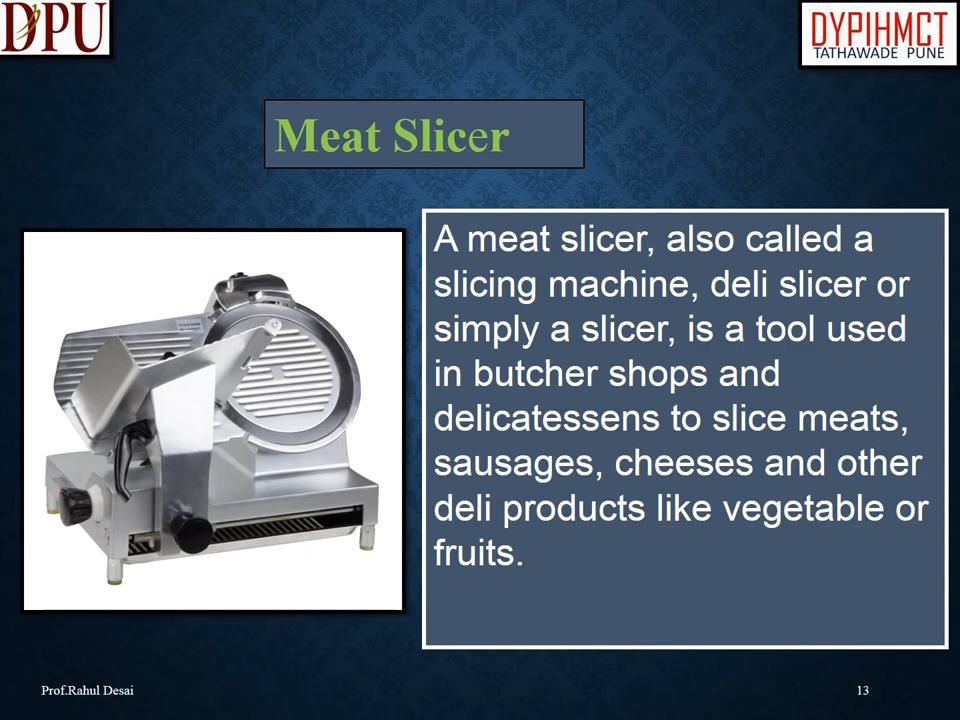 DPU
DYPIHMCT
TATHAWADE PUNE
Meat Slicer
A meat slicer, also called a
slicing machine, deli slicer or
simply a slicer, is a tool used
in butcher shops and
delicatessens to slice meats,
sausages, cheeses and other
deli products like vegetable or
fruits.
Prof.Rahul Desai
13